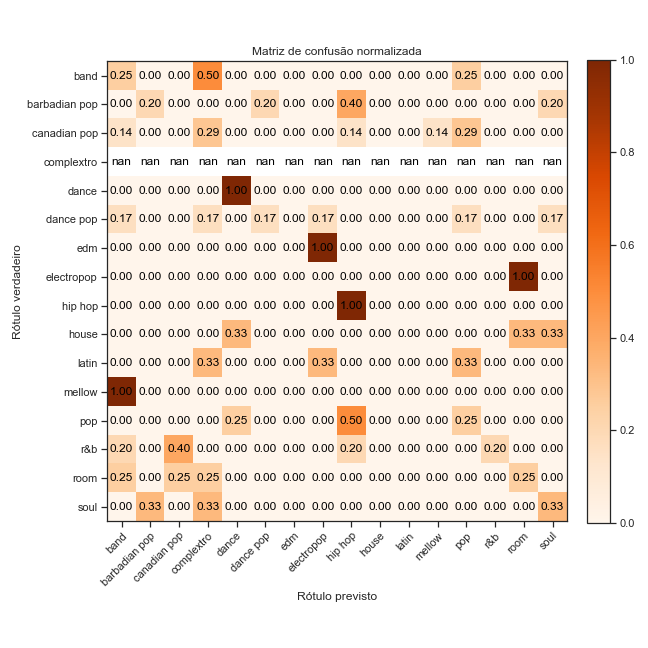 Matriz de confusão normalizada
Rótulo verdadeiro
band 0.25 0.00 0.00 0.50 0.00 0.00 0.00 0.00 0.00 0.00 0.00 0.00 0.25 0.00 0.00 0.00
barbadian pop 0.00 0.20 0.00 0.00 0.00 0.20 0.00 0.00 0.40 0.00 0.00 0.00 0.00 0.00 0.00 0.20
canadian pop 0.14 0.00 0.00 0.29 0.00 0.00 0.00 0.00 0.14 0.00 0.00 0.14 0.29 0.00 0.00 0.00
complextro nan nan nan nan nan nan nan nan nan nan nan nan nan nan nan nan
dance 0.00 0.00 0.00 0.00 1.00 0.00 0.00 0.00 0.00 0.00 0.00 0.00 0.00 0.00 0.00 0.00
dance pop 0.17 0.00 0.00 0.17 0.00 0.17 0.00 0.17 0.00 0.00 0.00 0.00 0.17 0.00 0.00 0.17
edm 0.00 0.00 0.00 0.00 0.00 0.00 0.00 1.00 0.00 0.00 0.00 0.00 0.00 0.00 0.00 0.00
electropop 0.00 0.00 0.00 0.00 0.00 0.00 0.00 0.00 0.00 0.00 0.00 0.00 0.00 0.00 1.00 0.00
hip hop 0.00 0.00 0.00 0.00 0.00 0.00 0.00 0.00 1.00 0.00 0.00 0.00 0.00 0.00 0.00 0.00
house 0.00 0.00 0.00 0.00 0.33 0.00 0.00 0.00 0.00 0.00 0.00 0.00 0.00 0.00 0.33 0.33
latin 0.00 0.00 0.00 0.33 0.00 0.00 0.00 0.33 0.00 0.00 0.00 0.00 0.33 0.00 0.00 0.00
mellow 1.00 0.00 0.00 0.00 0.00 0.00 0.00 0.00 0.00 0.00 0.00 0.00 0.00 0.00 0.00 0.00
pop 0.00 0.00 0.00 0.00 0.25 0.00 0.00 0.00 0.50 0.00 0.00 0.00 0.25 0.00 0.00 0.00
r&b 0.20 0.00 0.40 0.00 0.00 0.00 0.00 0.00 0.20 0.00 0.00 0.00 0.00 0.20 0.00 0.00
room 0.25 0.00 0.25 0.25 0.00 0.00 0.00 0.00 0.00 0.00 0.00 0.00 0.00 0.00 0.25 0.00
soul 0.00 0.33 0.00 0.33 0.00 0.00 0.00 0.00 0.00 0.00 0.00 0.00 0.00 0.00 0.00 0.33
band barbadian pop canadian pop complextro dance dance pop edm electropop hip hop house latin mellow pop r&b room soul
Rótulo previsto
1.0
0.8
0.6
0.4
0.2
0.0